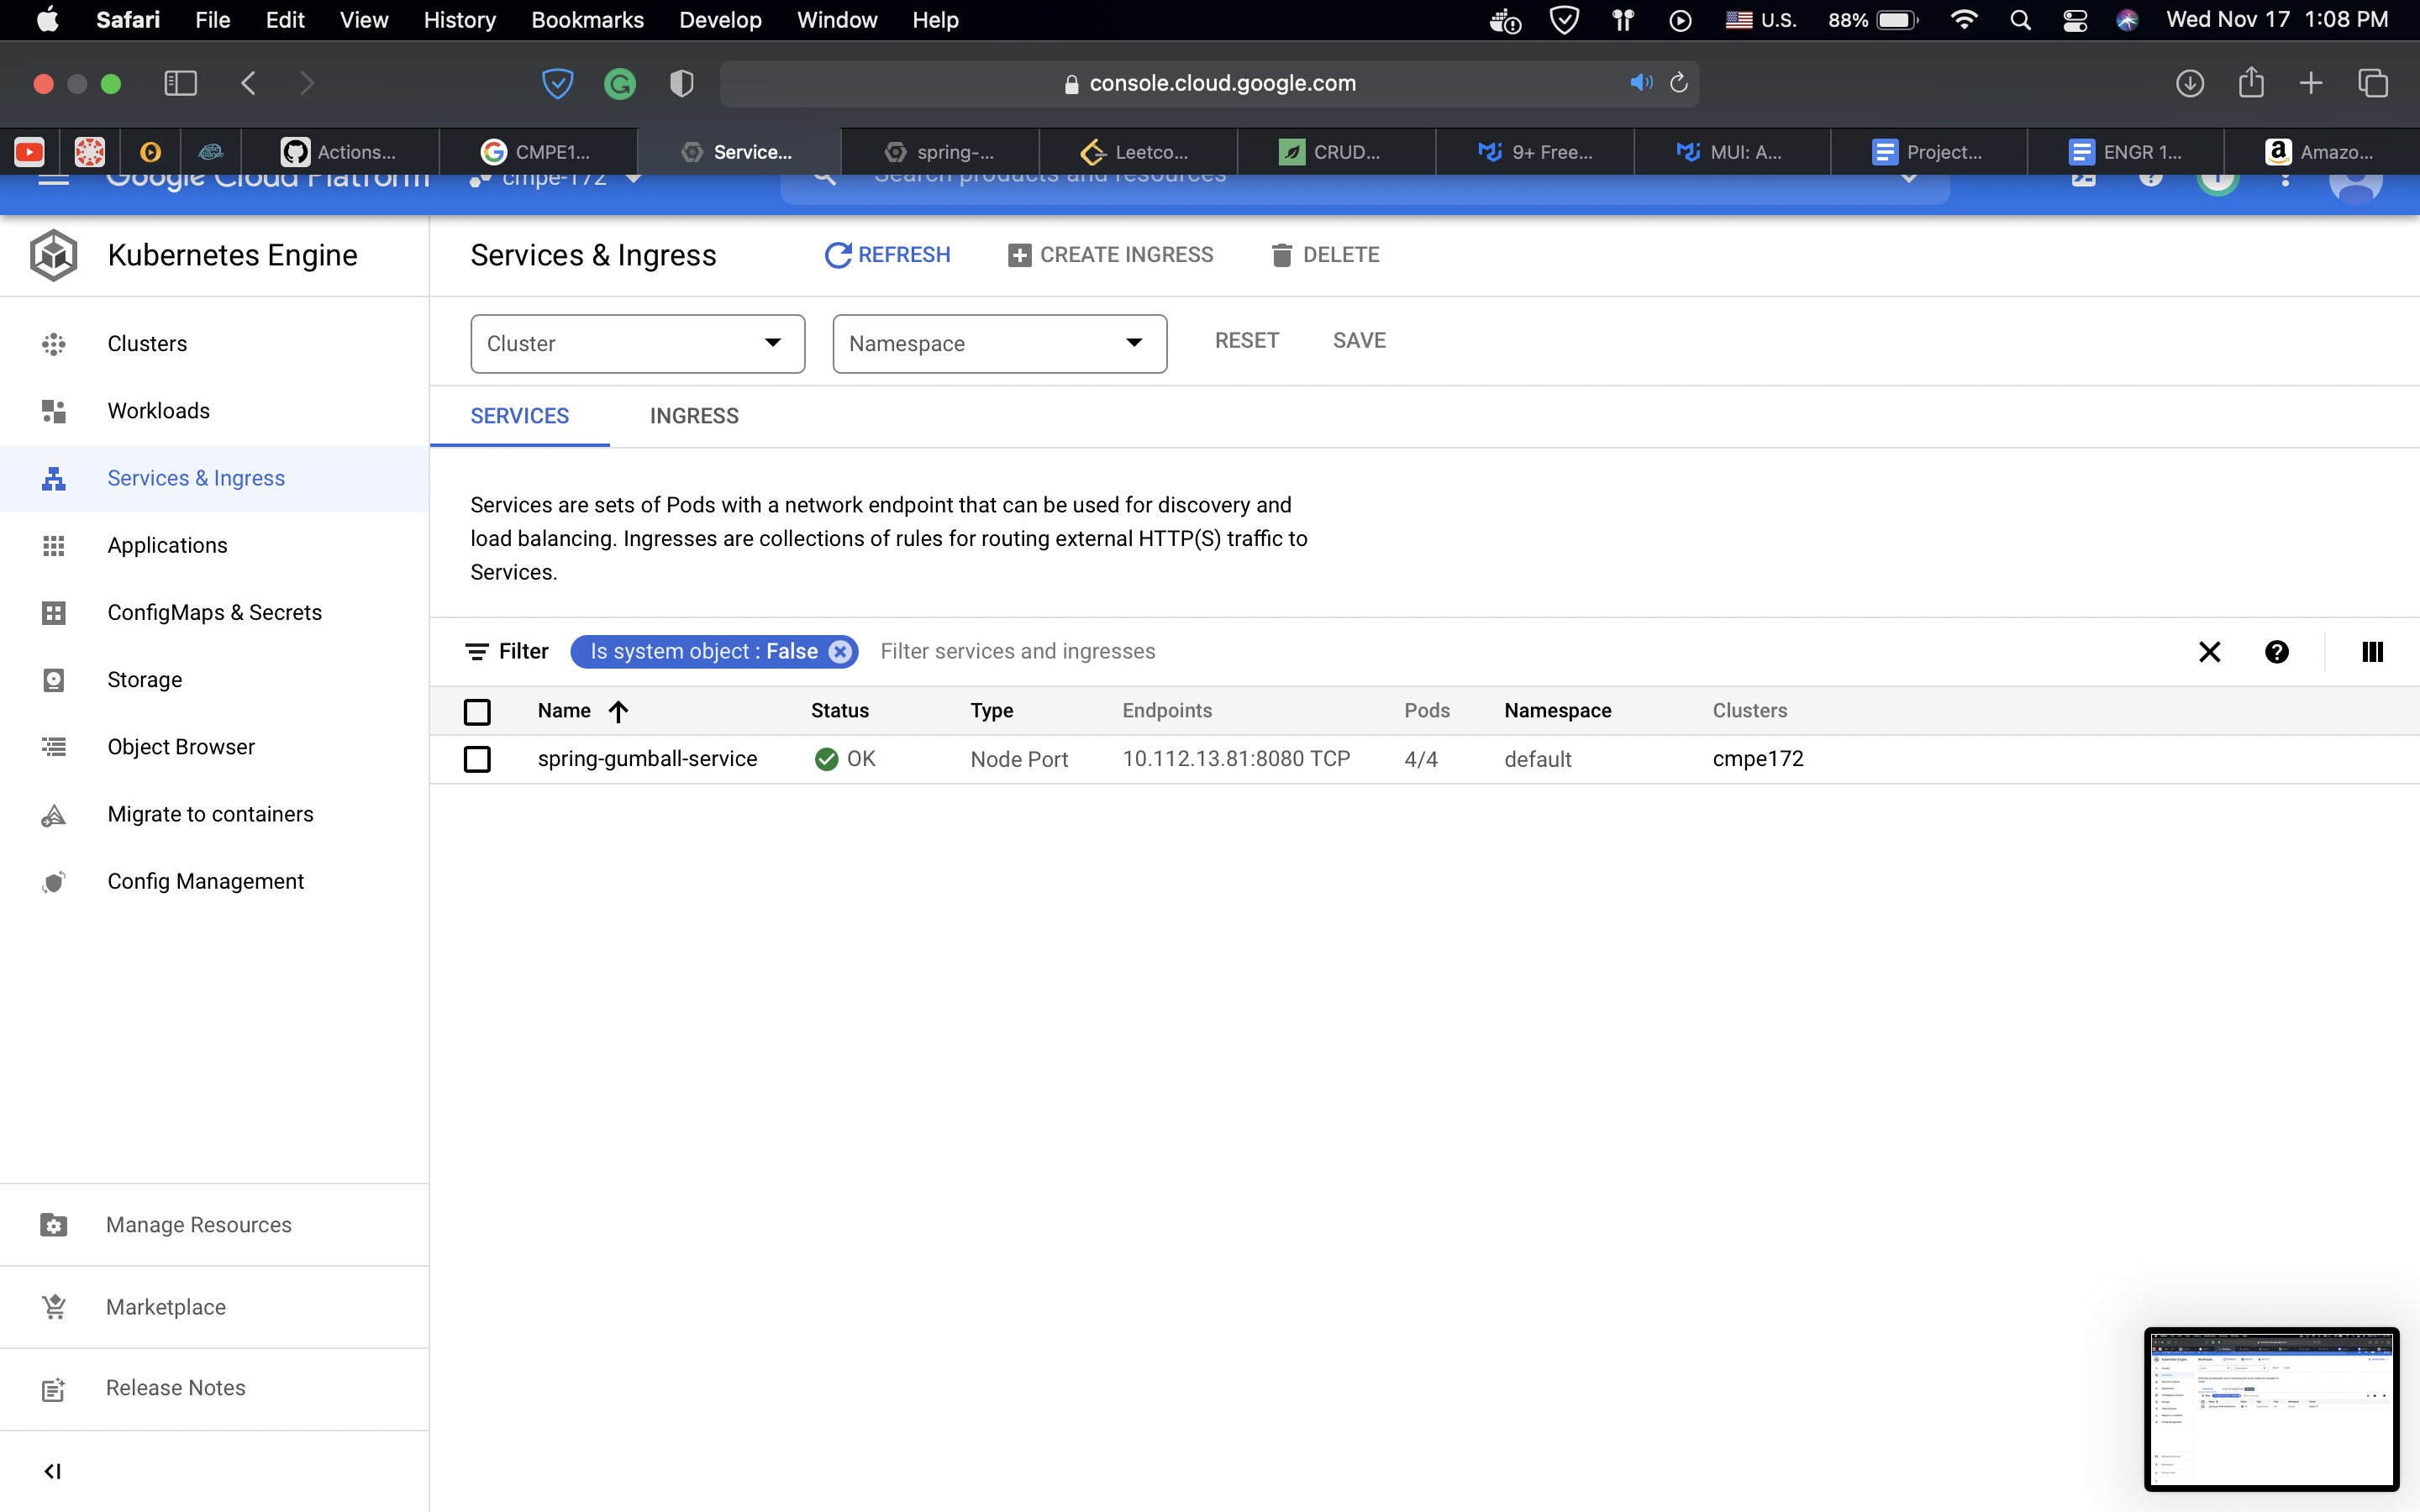 Safari File Edit View History Bookmarks Develop Window Help U.S. 88% Wed Nov 17 1:08 PM
console.cloud.google.com
Actions... CMPE1... Service... spring-... Leetco... CRUD... 9+ Free... MUI: A... Project... ENGR 1... Amazo...
Google Cloud Platform cmpe-172 Search products and resources
Kubernetes Engine
Services & Ingress REFRESH CREATE INGRESS DELETE
Clusters
Workloads
Services & Ingress
Applications
ConfigMaps & Secrets
Storage
Object Browser
Migrate to containers
Config Management
Manage Resources
Marketplace
Release Notes
Cluster Namespace RESET SAVE
SERVICES INGRESS
Services are sets of Pods with a network endpoint that can be used for discovery and
load balancing. Ingresses are collections of rules for routing external HTTP(S) traffic to
Services.
Filter Is system object : False Filter services and ingresses
Name Status Type Endpoints Pods Namespace Clusters
spring-gumball-service OK Node Port 10.112.13.81:8080 TCP 4/4 default cmpe172